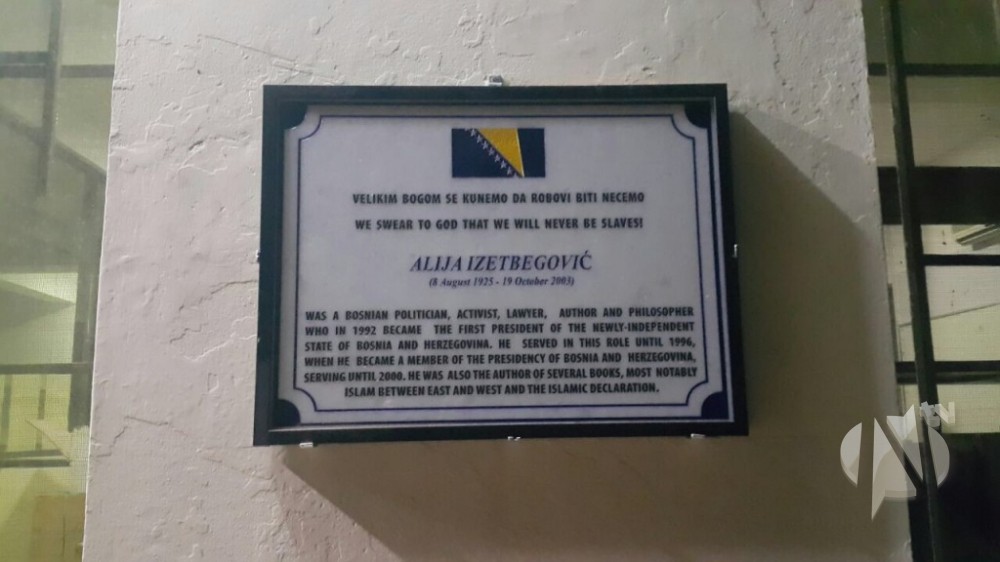 VELIKIM BOGOM SE KUNEMO DA ROBOVI BITI NECEMO
WE SWEAR TO GOD THAT WE WILL NEVER BE SLAVES!
ALIJA IZETBEGOVIĆ
(8 August 1925 - 19 October 2003)
WAS A BOSNIAN POLITICIAN, ACTIVIST, LAWYER, AUTHOR AND PHILOSOPHER
WHO IN 1992 BECAME THE FIRST PRESIDENT OF THE NEWLY-INDEPENDENT
STATE OF BOSNIA AND HERZEGOVINA. HE SERVED IN THIS ROLE UNTIL 1996,
WHEN HE BECAME A MEMBER OF THE PRESIDENCY OF BOSNIA AND HERZEGOVINA,
SERVING UNTIL 2000. HE WAS ALSO THE AUTHOR OF SEVERAL BOOKS, MOST NOTABLY
ISLAM BETWEEN EAST AND WEST AND THE ISLAMIC DECLARATION.